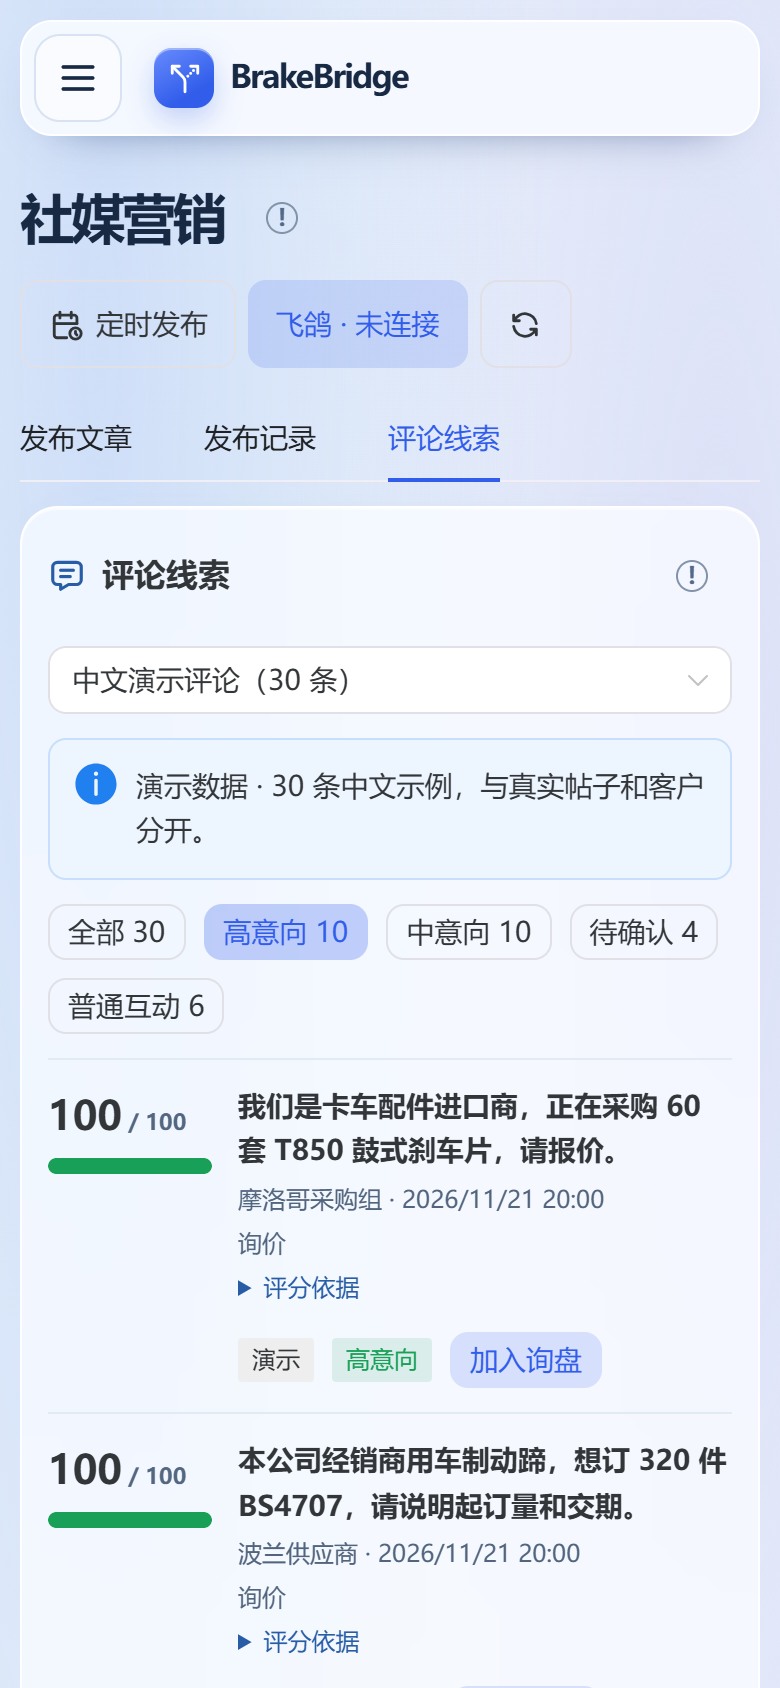 BrakeBridge
社媒营销
定时发布
飞鸽 · 未连接
发布文章 发布记录 评论线索
评论线索
中文演示评论（30 条）
演示数据 · 30 条中文示例，与真实帖子和客户
分开。
全部 30 高意向 10 中意向 10 待确认 4
普通互动 6
100 / 100
我们是卡车配件进口商，正在采购 60
套 T850 鼓式刹车片，请报价。
摩洛哥采购组 · 2026/11/21 20:00
询价
评分依据
演示 高意向 加入询盘
100 / 100
本公司经销商用车制动蹄，想订 320 件
BS4707，请说明起订量和交期。
波兰供应商 · 2026/11/21 20:00
询价
评分依据